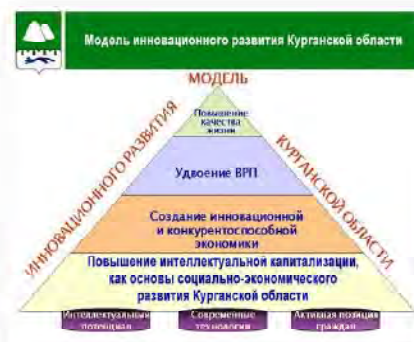 Модель инновационного развития Курганской области
МОДЕЛЬ
ИННОВАЦИОННОГО РАЗВИТИЯ
КУРГАНСКОЙ ОБЛАСТИ
Повышение
качества
жизни
Удвоение ВРП
Создание инновационной
и конкурентоспособной
экономики
Повышение интеллектуальной капитализации,
как основы социально-экономического
развития Курганской области
Интеллектуальный
потенциал
Современные
технологии
Активная позиция
граждан